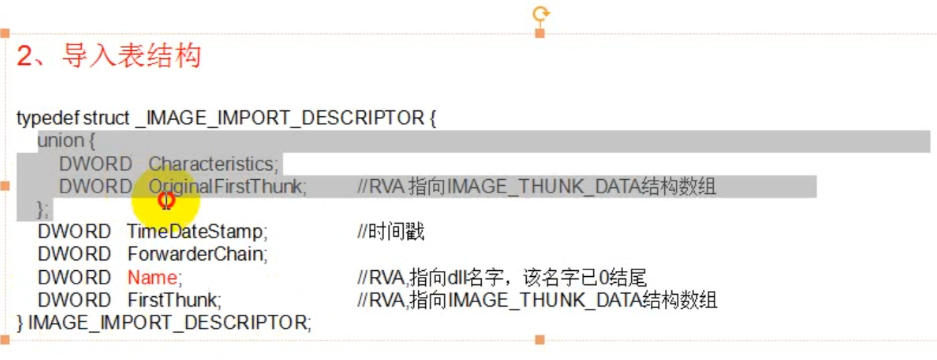 2、导入表结构
typedef struct _IMAGE_IMPORT_DESCRIPTOR {
union {
DWORD Characteristics;
DWORD OriginalFirstThunk; //RVA 指向IMAGE_THUNK_DATA结构数组
};
DWORD TimeDateStamp; //时间戳
DWORD ForwarderChain;
DWORD Name; //RVA,指向dll名字，该名字已0结尾
DWORD FirstThunk; //RVA,指向IMAGE_THUNK_DATA结构数组
} IMAGE_IMPORT_DESCRIPTOR;